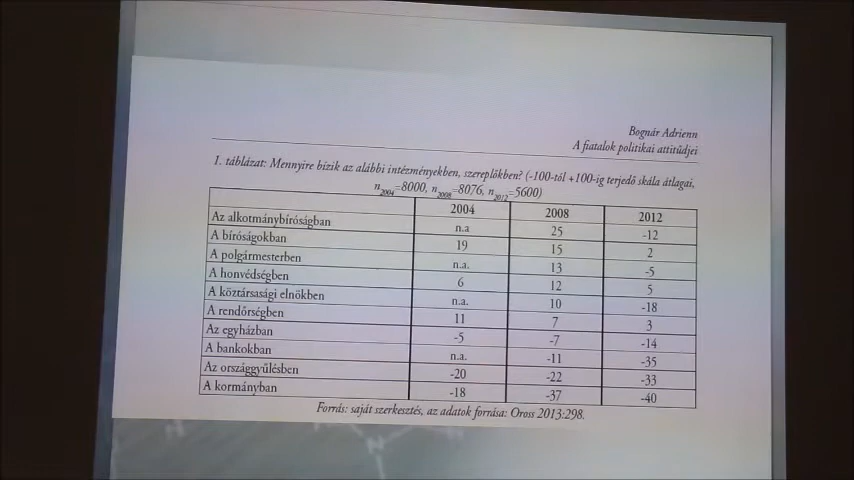 Bognár Adrienn
A fiatalok politikai attitűdjei
1. táblázat: Mennyire bízik az alábbi intézményekben, szereplőkben? (-100-tól +100-ig terjedő skála átlagai,
n2004=8000, n2008=8076, n2012=5600)
2004 2008 2012
Az alkotmánybíróságban n.a 25 -12
A bíróságokban 19 15 2
A polgármesterben n.a. 13 -5
A honvédségben 6 12 5
A köztársasági elnökben n.a. 10 -18
A rendőrségben 11 7 3
Az egyházban -5 -7 -14
A bankokban n.a. -11 -35
Az országgyűlésben -20 -22 -33
A kormányban -18 -37 -40
Forrás: saját szerkesztés, az adatok forrása: Oross 2013:298.